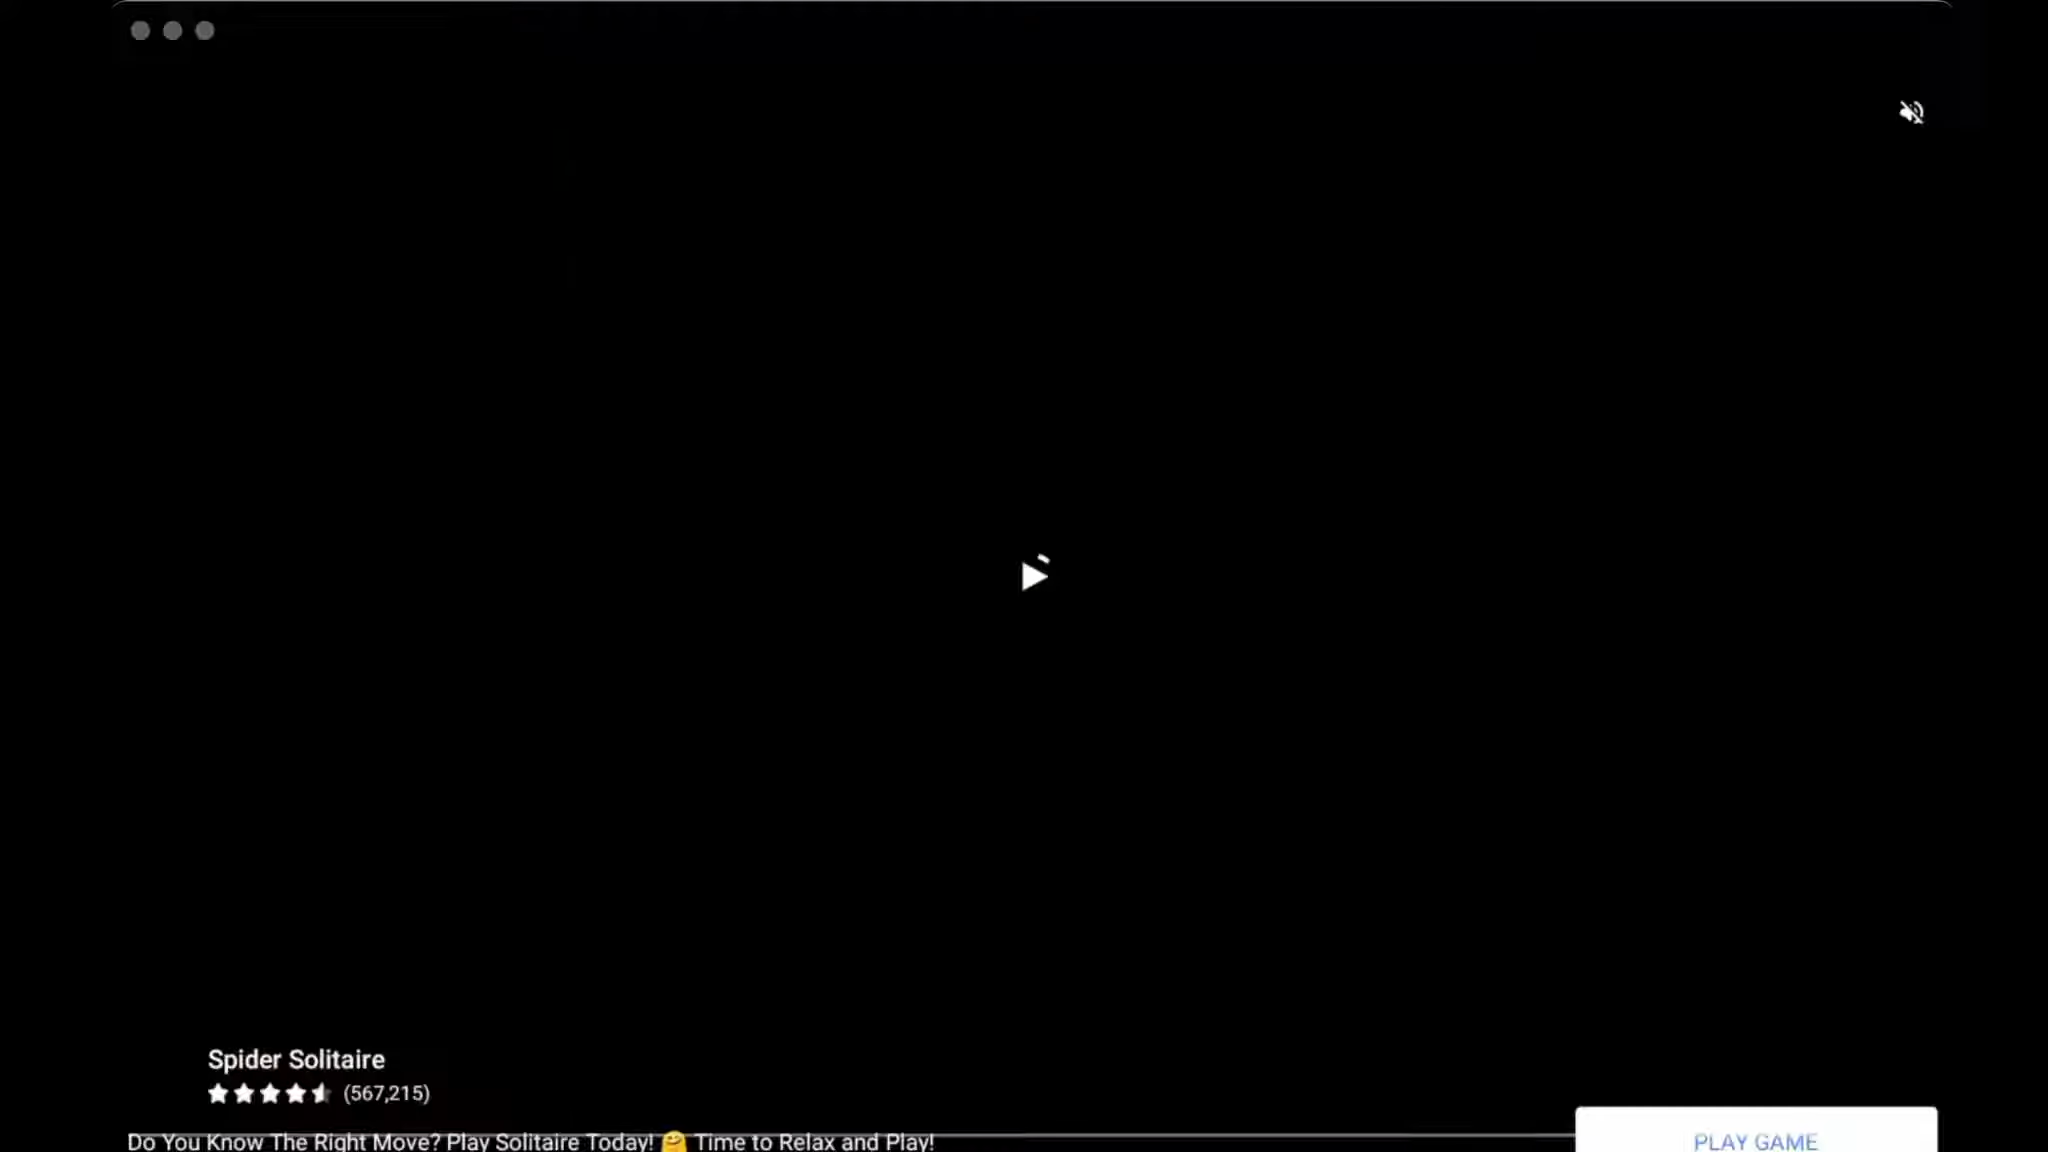 Spider Solitaire
(567,215)
Do You Know The Right Move? Play Solitaire Today! 🤗 Time to Relax and Play!
PLAY GAME